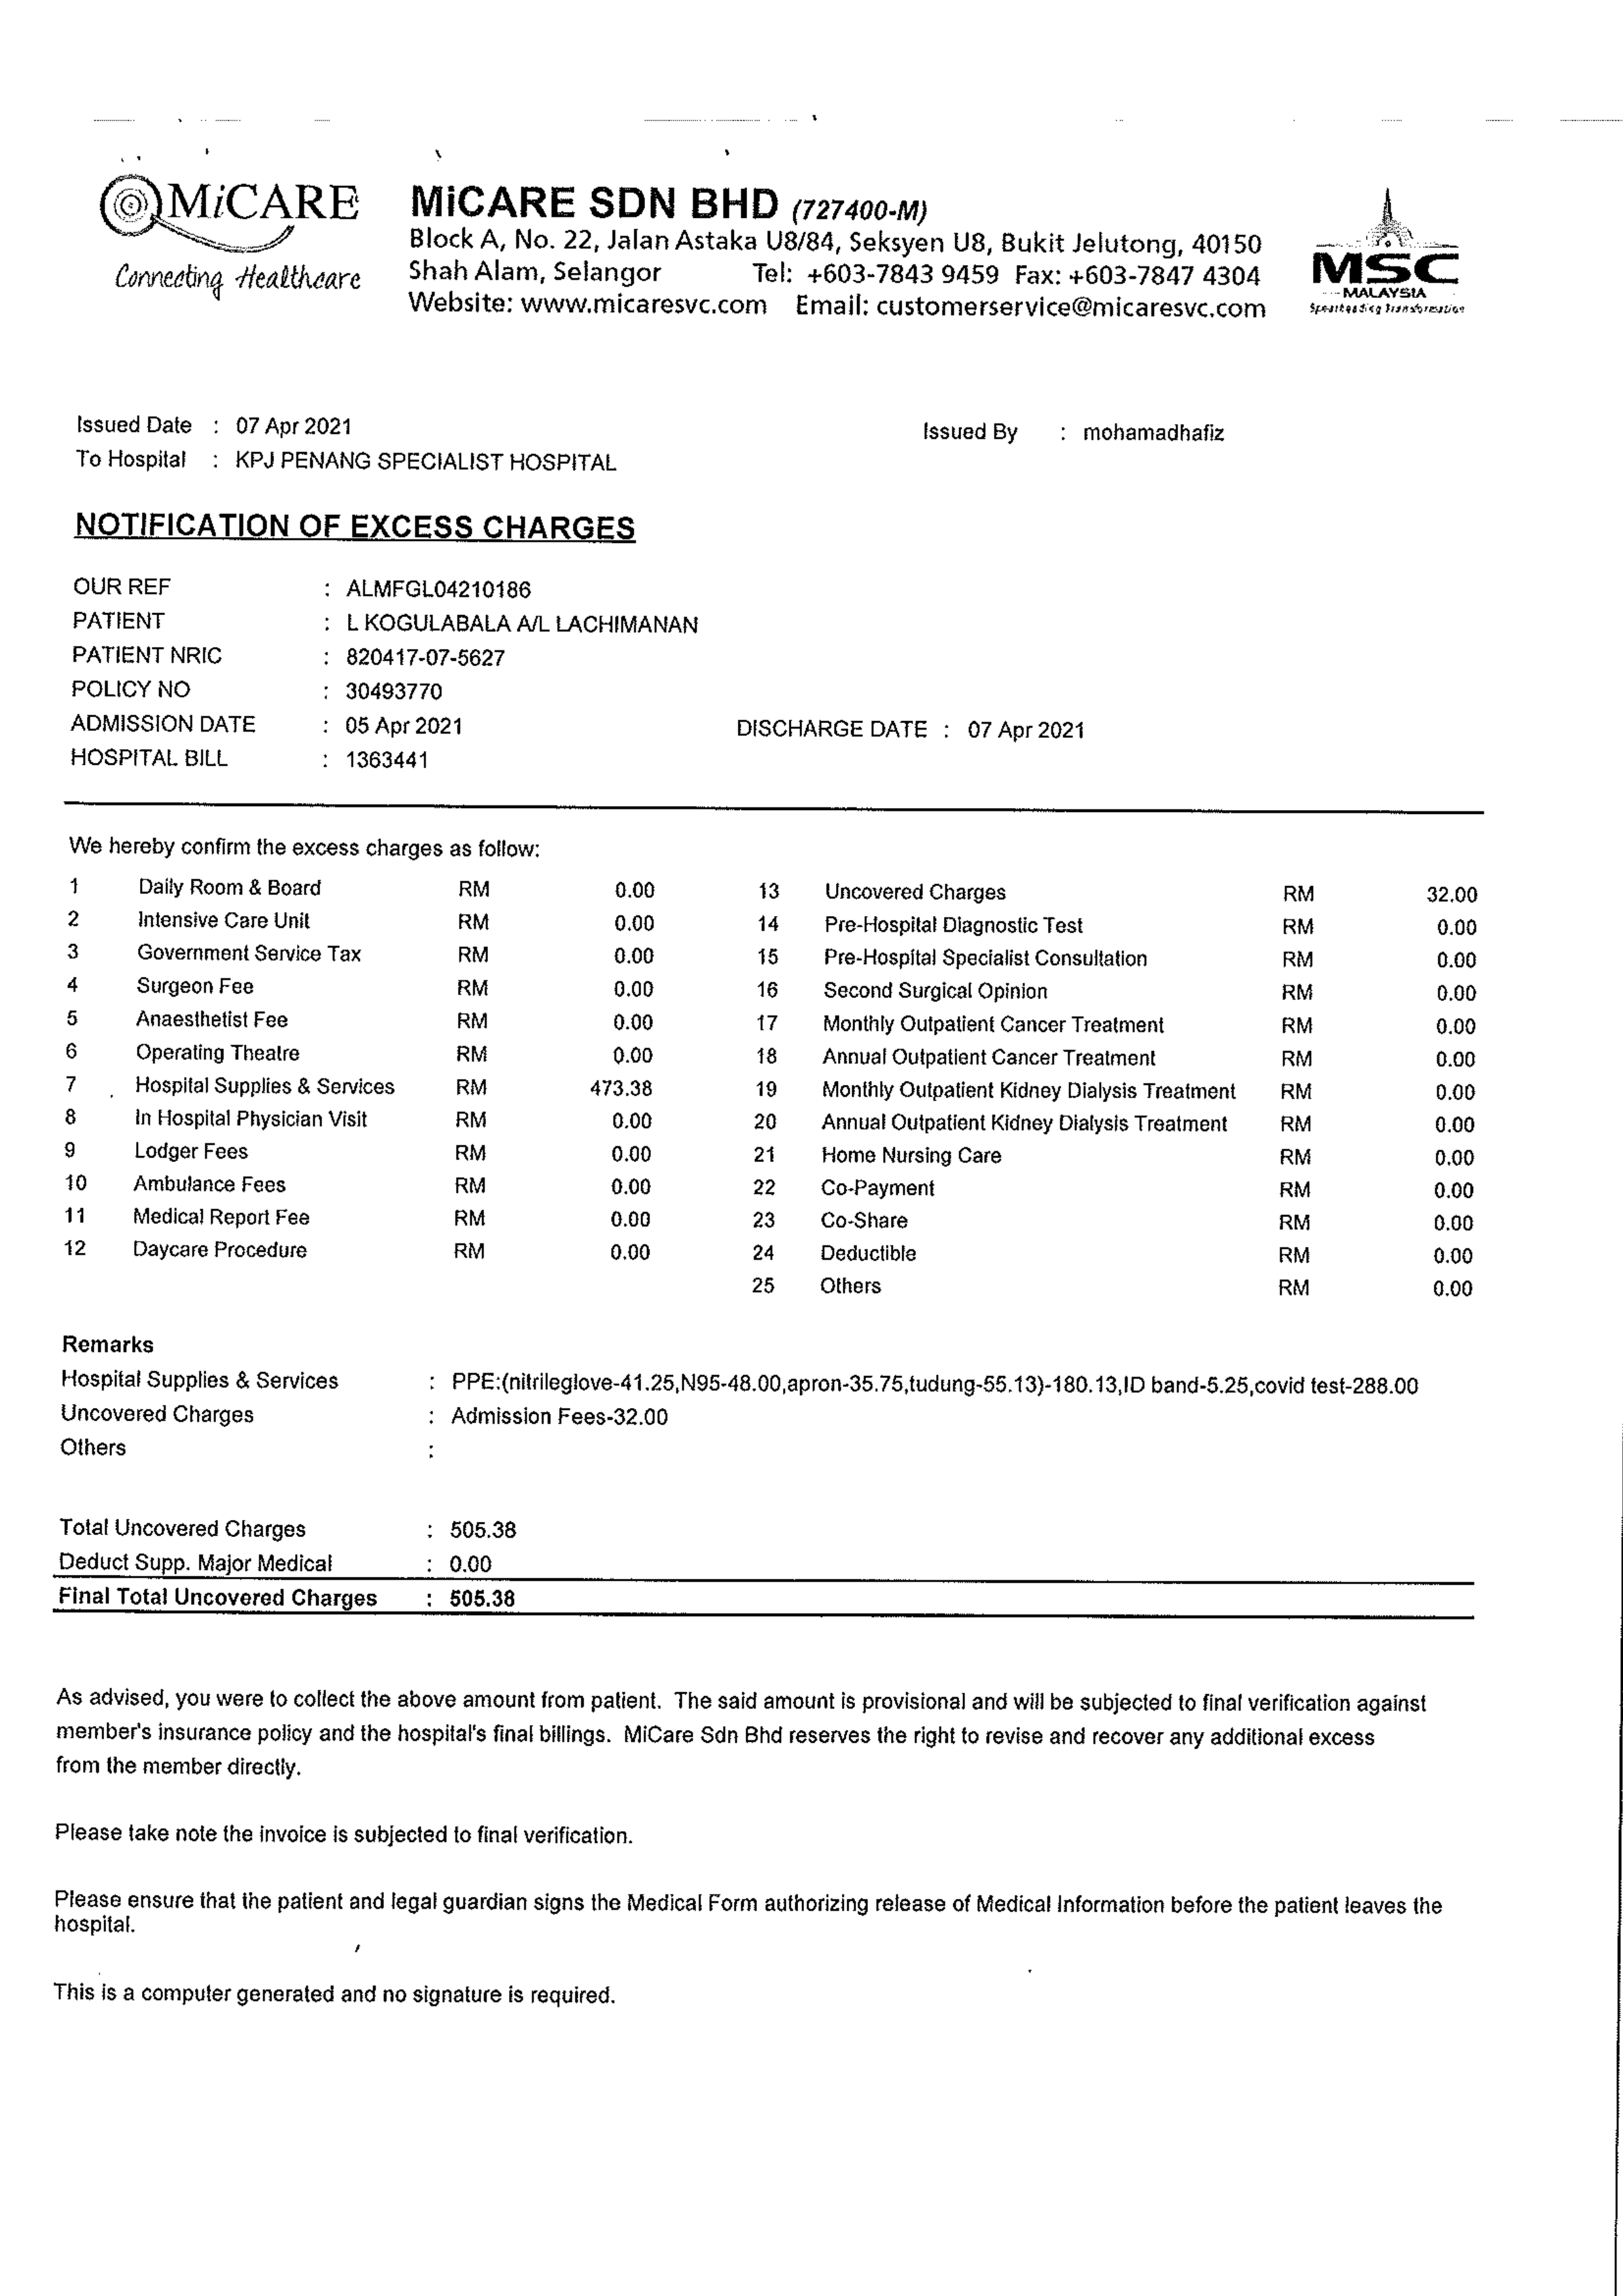 MiCARE
Connecting Healthcare
MiCARE SDN BHD (727400-M)
Block A, No. 22, Jalan Astaka U8/84, Seksyen U8, Bukit Jelutong, 40150
Shah Alam, Selangor Tel: +603-7843 9459 Fax: +603-7847 4304
Website: www.micaresvc.com Email: customerservice@micaresvc.com
MSC
MALAYSIA
Spearheading Transformation
Issued Date : 07 Apr 2021 Issued By : mohamadhafiz
To Hospital : KPJ PENANG SPECIALIST HOSPITAL
NOTIFICATION OF EXCESS CHARGES
OUR REF : ALMFGL04210186
PATIENT : L KOGULABALA A/L LACHIMANAN
PATIENT NRIC : 820417-07-5627
POLICY NO : 30493770
ADMISSION DATE : 05 Apr 2021 DISCHARGE DATE : 07 Apr 2021
HOSPITAL BILL : 1363441
We hereby confirm the excess charges as follow:
1 Daily Room & Board RM 0.00 13 Uncovered Charges RM 32.00
2 Intensive Care Unit RM 0.00 14 Pre-Hospital Diagnostic Test RM 0.00
3 Government Service Tax RM 0.00 15 Pre-Hospital Specialist Consultation RM 0.00
4 Surgeon Fee RM 0.00 16 Second Surgical Opinion RM 0.00
5 Anaesthetist Fee RM 0.00 17 Monthly Outpatient Cancer Treatment RM 0.00
6 Operating Theatre RM 0.00 18 Annual Outpatient Cancer Treatment RM 0.00
7 Hospital Supplies & Services RM 473.38 19 Monthly Outpatient Kidney Dialysis Treatment RM 0.00
8 In Hospital Physician Visit RM 0.00 20 Annual Outpatient Kidney Dialysis Treatment RM 0.00
9 Lodger Fees RM 0.00 21 Home Nursing Care RM 0.00
10 Ambulance Fees RM 0.00 22 Co-Payment RM 0.00
11 Medical Report Fee RM 0.00 23 Co-Share RM 0.00
12 Daycare Procedure RM 0.00 24 Deductible RM 0.00
25 Others RM 0.00
Remarks
Hospital Supplies & Services : PPE:(nitrileglove-41.25,N95-48.00,apron-35.75,tudung-55.13)-180.13,ID band-5.25,covid test-288.00
Uncovered Charges : Admission Fees-32.00
Others :
Total Uncovered Charges : 505.38
Deduct Supp. Major Medical : 0.00
Final Total Uncovered Charges : 505.38
As advised, you were to collect the above amount from patient. The said amount is provisional and will be subjected to final verification against
member's insurance policy and the hospital's final billings. MiCare Sdn Bhd reserves the right to revise and recover any additional excess
from the member directly.
Please take note the invoice is subjected to final verification.
Please ensure that the patient and legal guardian signs the Medical Form authorizing release of Medical Information before the patient leaves the
hospital.
This is a computer generated and no signature is required.